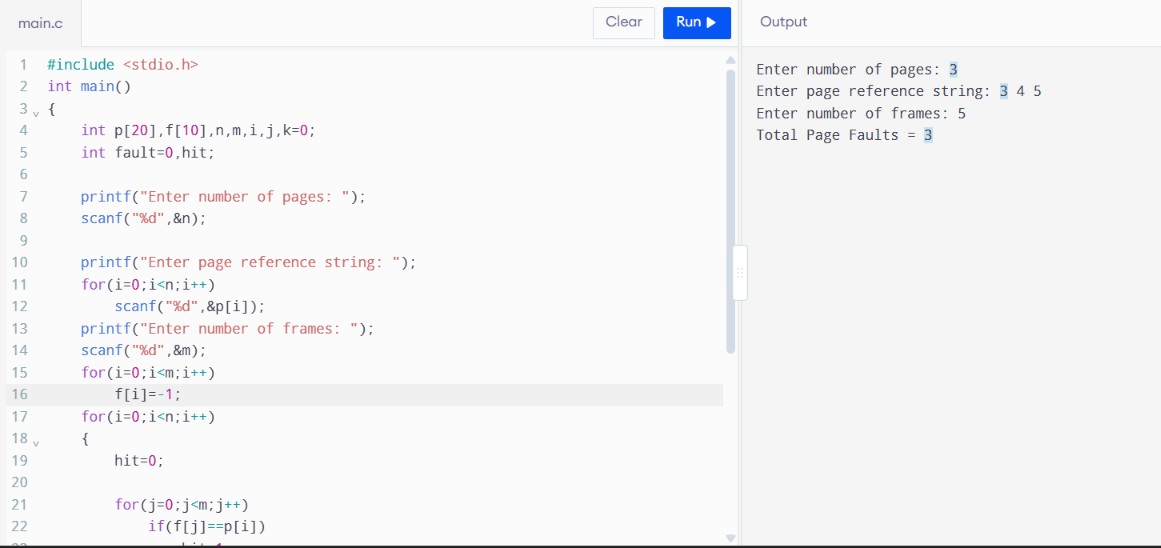 main.c
Clear
Run
Output
1 #include <stdio.h>
2 int main()
3 {
4 int p[20],f[10],n,m,i,j,k=0;
5 int fault=0,hit;
6
7 printf("Enter number of pages: ");
8 scanf("%d",&n);
9
10 printf("Enter page reference string: ");
11 for(i=0;i<n;i++)
12 scanf("%d",&p[i]);
13 printf("Enter number of frames: ");
14 scanf("%d",&m);
15 for(i=0;i<m;i++)
16 f[i]=-1;
17 for(i=0;i<n;i++)
18 {
19 hit=0;
20
21 for(j=0;j<m;j++)
22 if(f[j]==p[i])
Enter number of pages: 3
Enter page reference string: 3 4 5
Enter number of frames: 5
Total Page Faults = 3